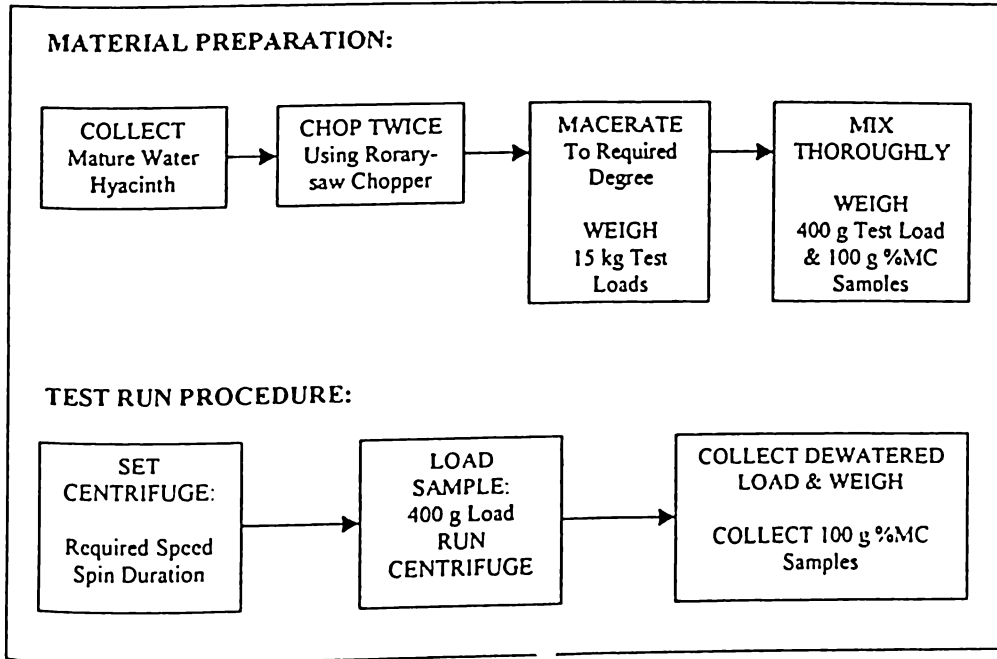 MATERIAL PREPARATION:
COLLECT
Mature Water
Hyacinth
CHOP TWICE
Using Rorary-
saw Chopper
MACERATE
To Required
Degree
WEIGH
15 kg Test
Loads
MIX
THOROUGHLY
WEIGH
400 g Test Load
& 100 g %MC
Samples
TEST RUN PROCEDURE:
SET
CENTRIFUGE:
Required Speed
Spin Duration
LOAD
SAMPLE:
400 g Load
RUN
CENTRIFUGE
COLLECT DEWATERED
LOAD & WEIGH
COLLECT 100 g %MC
Samples